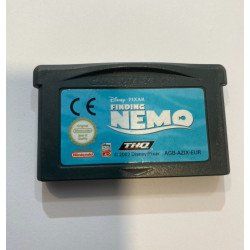 Disney · PIXAR
FINDING
NEMO
CE
Nintendo
THQ
© 2003 Disney/Pixar
AGB-AZIX-EUR